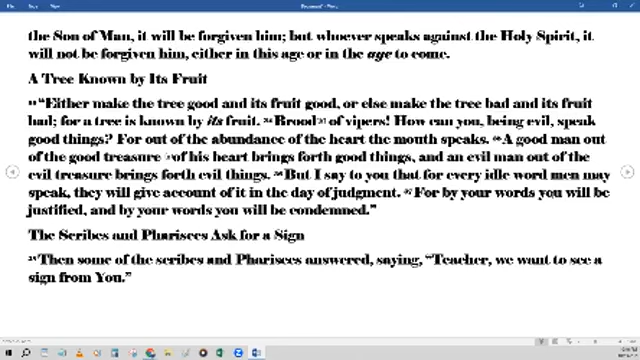 the Son of Man, it will be forgiven him; but whoever speaks against the Holy Spirit, it
will not be forgiven him, either in this age or in the age to come.
A Tree Known by Its Fruit
33 “Either make the tree good and its fruit good, or else make the tree bad and its fruit
bad; for a tree is known by its fruit. 34 Brood of vipers! How can you, being evil, speak
good things? For out of the abundance of the heart the mouth speaks. 35 A good man out
of the good treasure of his heart brings forth good things, and an evil man out of the
evil treasure brings forth evil things. 36 But I say to you that for every idle word men may
speak, they will give account of it in the day of judgment. 37 For by your words you will be
justified, and by your words you will be condemned.”
The Scribes and Pharisees Ask for a Sign
38 Then some of the scribes and Pharisees answered, saying, “Teacher, we want to see a
sign from You.”